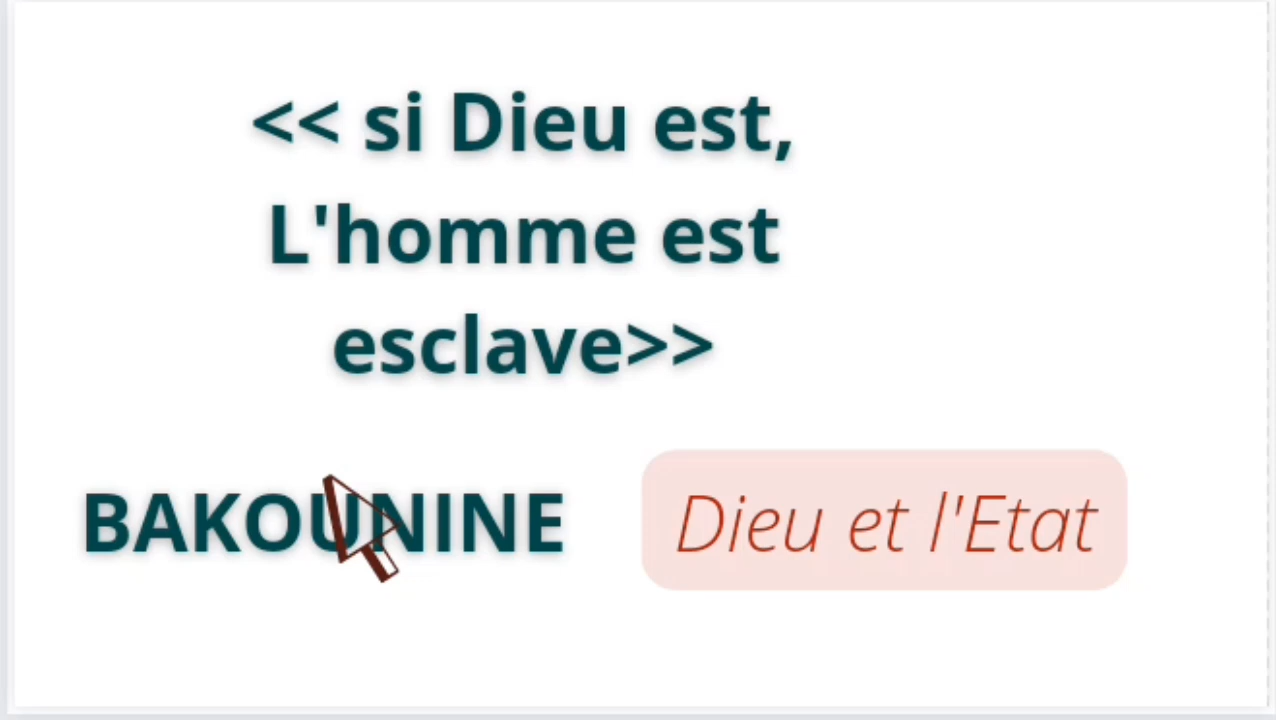 << si Dieu est,
L'homme est
esclave>>
BAKOUNINE
Dieu et l'Etat